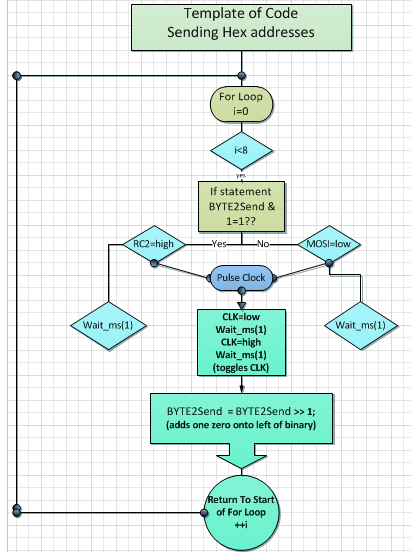 Template of Code
Sending Hex addresses
For Loop
i=0
i<8
yes
If statement
BYTE2Send &
1=1??
RC2=high
Yes
No
MOSI=low
Pulse Clock
Wait_ms(1)
Wait_ms(1)
CLK=low
Wait_ms(1)
CLK=high
Wait_ms(1)
(toggles CLK)
BYTE2Send = BYTE2Send >> 1;
(adds one zero onto left of binary)
Return To Start
of For Loop
++i